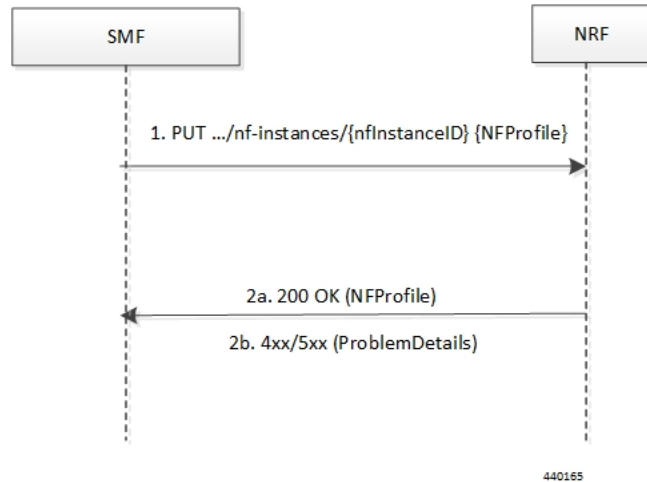 SMF
NRF
1. PUT .../nf-instances/{nfInstanceID} {NFProfile}
2a. 200 OK (NFProfile)
2b. 4xx/5xx (ProblemDetails)
440165